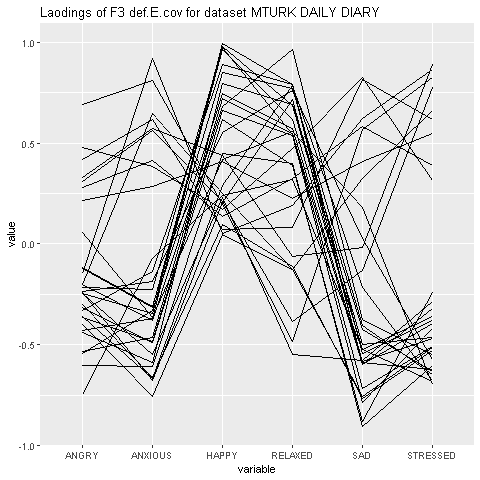 Laodings of F3 def.E.cov for dataset MTURK DAILY DIARY
1.0
0.5
0.0
-0.5
-1.0
value
ANGRY ANXIOUS HAPPY RELAXED SAD STRESSED
variable